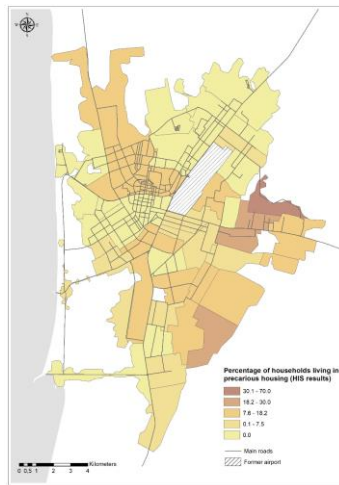 Percentage of households living in
precarious housing (HIS results)
30.1 - 70.0
18.2 - 30.0
7.6 - 18.2
0.1 - 7.5
0.0
Main roads
Former airport
Kilometers
0 0,5 1 2 3 4